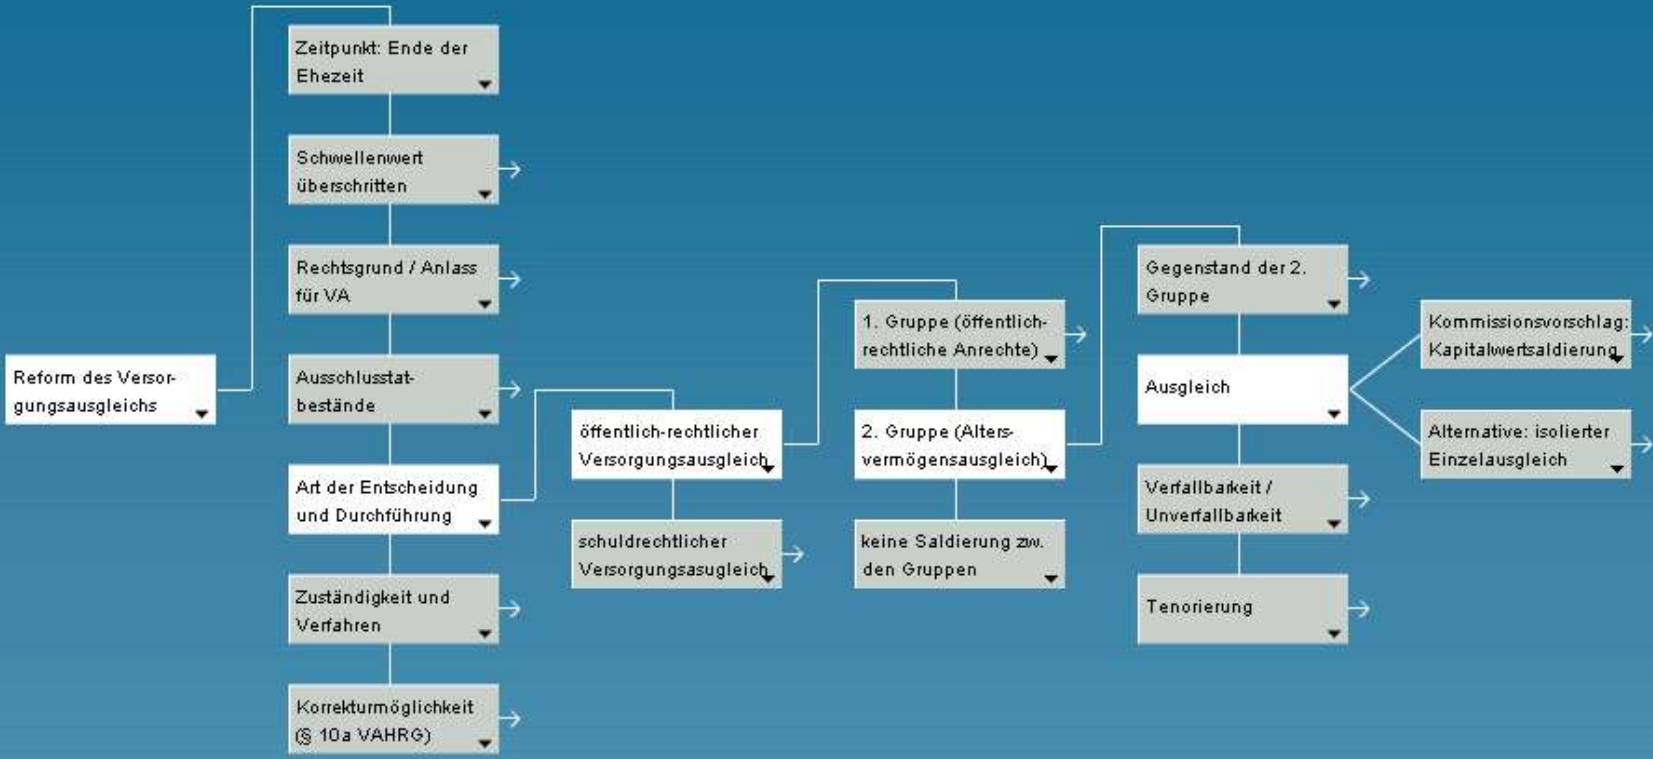 Reform des Versor-
gungsausgleichs
Zeitpunkt: Ende der
Ehezeit
Schwellenwert
überschritten
Rechtsgrund / Anlass
für VA
Ausschlusstat-
bestände
Art der Entscheidung
und Durchführung
Zuständigkeit und
Verfahren
Korrekturmöglichkeit
(§ 10a VAHRG)
öffentlich-rechtlicher
Versorgungsausgleich
schuldrechtlicher
Versorgungsasugleich
1. Gruppe (öffentlich-
rechtliche Anrechte)
2. Gruppe (Alters-
vermögensausgleich)
keine Saldierung zw.
den Gruppen
Gegenstand der 2.
Gruppe
Ausgleich
Verfallbarkeit /
Unverfallbarkeit
Tenorierung
Kommissionsvorschlag:
Kapitalwertsaldierung
Alternative: isolierter
Einzelausgleich